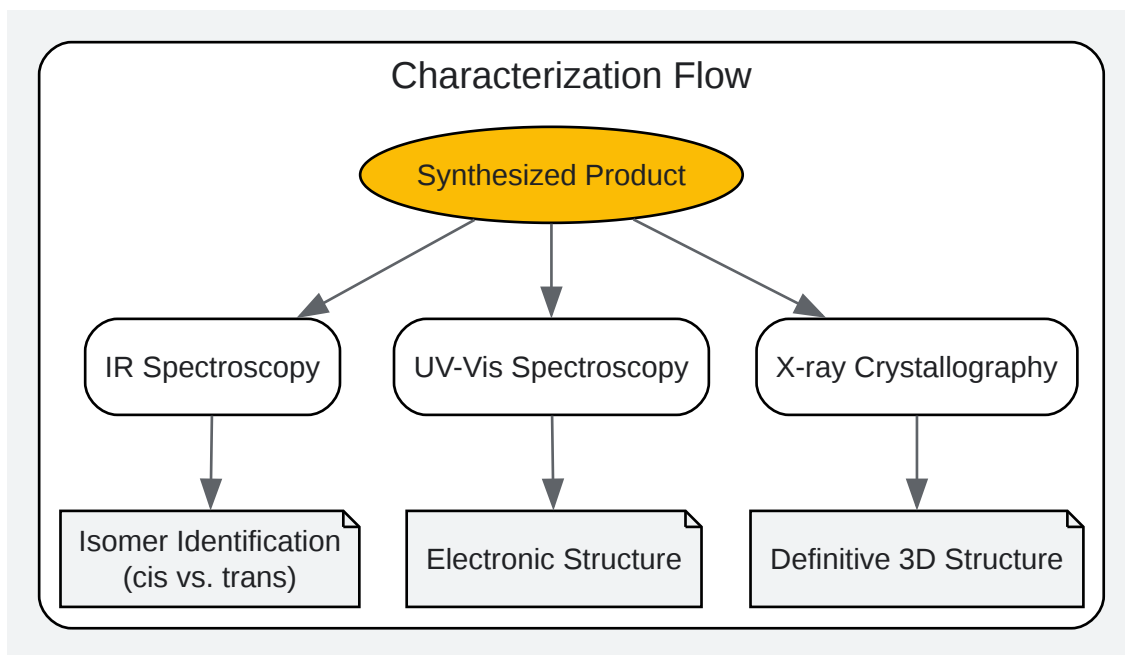 Characterization Flow
Synthesized Product
IR Spectroscopy
UV-Vis Spectroscopy
X-ray Crystallography
Isomer Identification
(cis vs. trans)
Electronic Structure
Definitive 3D Structure